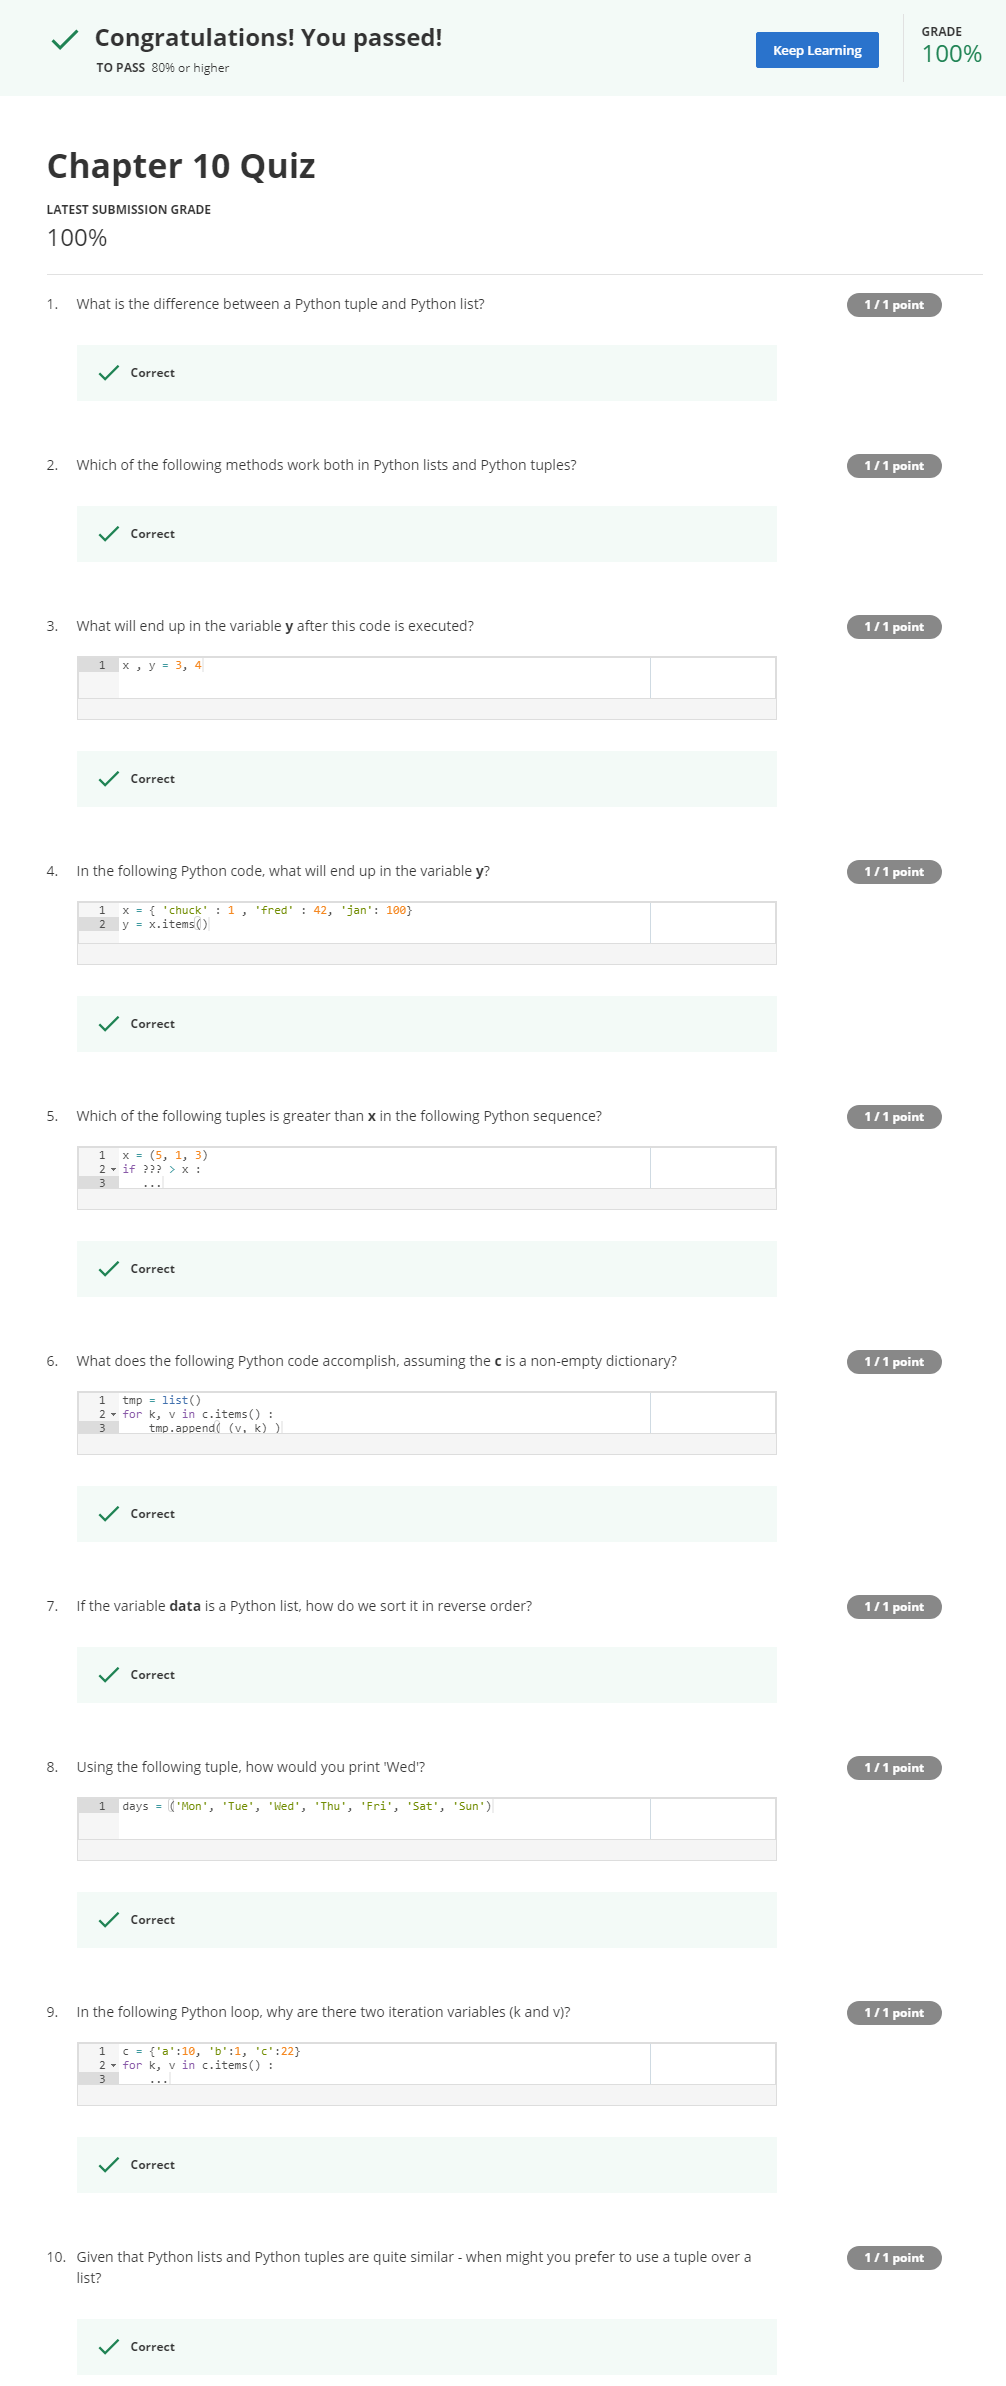 Congratulations! You passed!
TO PASS 80% or higher
Keep Learning
GRADE
100%
Chapter 10 Quiz
LATEST SUBMISSION GRADE
100%
1. What is the difference between a Python tuple and Python list?
1 / 1 point
Correct
2. Which of the following methods work both in Python lists and Python tuples?
1 / 1 point
Correct
3. What will end up in the variable y after this code is executed?
1 / 1 point
1 x , y = 3, 4
Correct
4. In the following Python code, what will end up in the variable y?
1 / 1 point
1 x = { 'chuck' : 1 , 'fred' : 42, 'jan': 100}
2 y = x.items()
Correct
5. Which of the following tuples is greater than x in the following Python sequence?
1 / 1 point
1 x = (5, 1, 3)
2 if ??? > x :
3 ...
Correct
6. What does the following Python code accomplish, assuming the c is a non-empty dictionary?
1 / 1 point
1 tmp = list()
2 for k, v in c.items() :
3 tmp.append( (v, k) )
Correct
7. If the variable data is a Python list, how do we sort it in reverse order?
1 / 1 point
Correct
8. Using the following tuple, how would you print 'Wed'?
1 / 1 point
1 days = ('Mon', 'Tue', 'Wed', 'Thu', 'Fri', 'Sat', 'Sun')
Correct
9. In the following Python loop, why are there two iteration variables (k and v)?
1 / 1 point
1 c = {'a':10, 'b':1, 'c':22}
2 for k, v in c.items() :
3 ...
Correct
10. Given that Python lists and Python tuples are quite similar - when might you prefer to use a tuple over a
list?
1 / 1 point
Correct